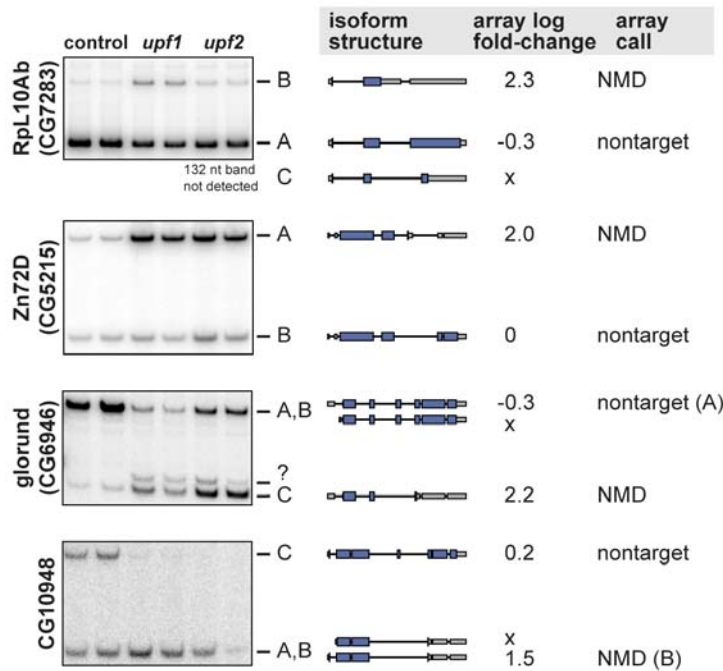 control upf1 upf2
isoform structure
array log fold-change
array call
RpL10Ab (CG7283)
B 2.3 NMD
A -0.3 nontarget
132 nt band not detected
C x
Zn72D (CG5215)
A 2.0 NMD
B 0 nontarget
glorund (CG6946)
A,B -0.3 nontarget (A)
x
?
C 2.2 NMD
CG10948
C 0.2 nontarget
x
A,B 1.5 NMD (B)